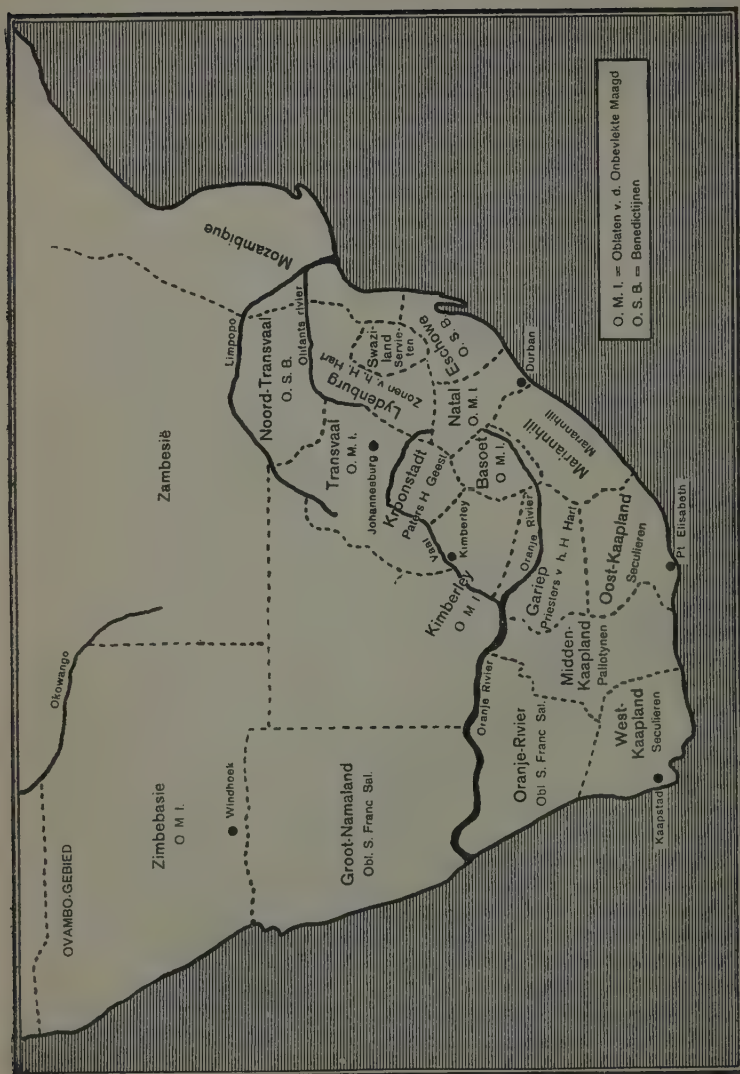 OVAMBO-GEBIED
Okowango
Zimbebasie
O M I.
Windhoek
Groot-Namaland
Obl. S. Franc Sal.
Zambesië
Limpopo
Mozambique
Noord-Transvaal
O. S. B.
Olifants rivier
Transvaal
O. M. I.
Johannesburg
Lydenburg
Zonen v. h. H. Hart
Swazi-
land
Servie-
ten
Eschowe
O. S. B.
Natal
O. M. I.
Durban
Kroonstadt
Paters H Geest
Vaal
Basoet
O M I.
Kimberley
Kimberley
O M I
Mariannhill
Mariannhill
Oranje Rivier
Oranje Rivier
Gariep
Priesters v h. H Hart
Oranje-Rivier
Obl S. Franc Sal.
Midden-
Kaapland
Pallotynen
Oost-Kaapland
Seculieren
West-
Kaapland
Seculieren
Kaapstad
Pt Elisabeth
O. M. I. = Oblaten v. d. Onbevlekte Maagd
O. S. B. = Benedictijnen